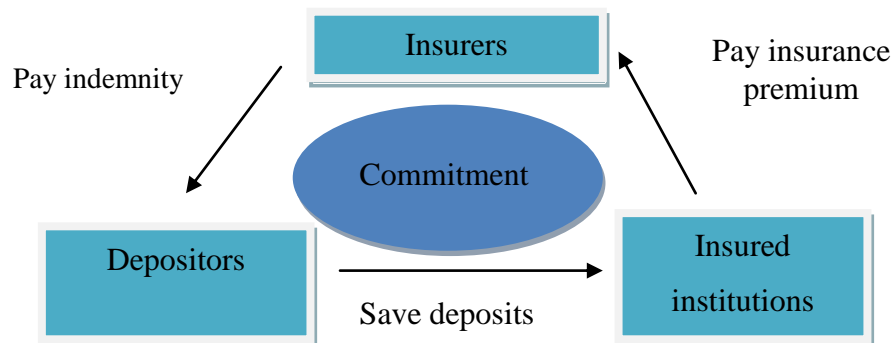 Insurers
Pay indemnity
Pay insurance
premium
Commitment
Depositors
Insured
institutions
Save deposits